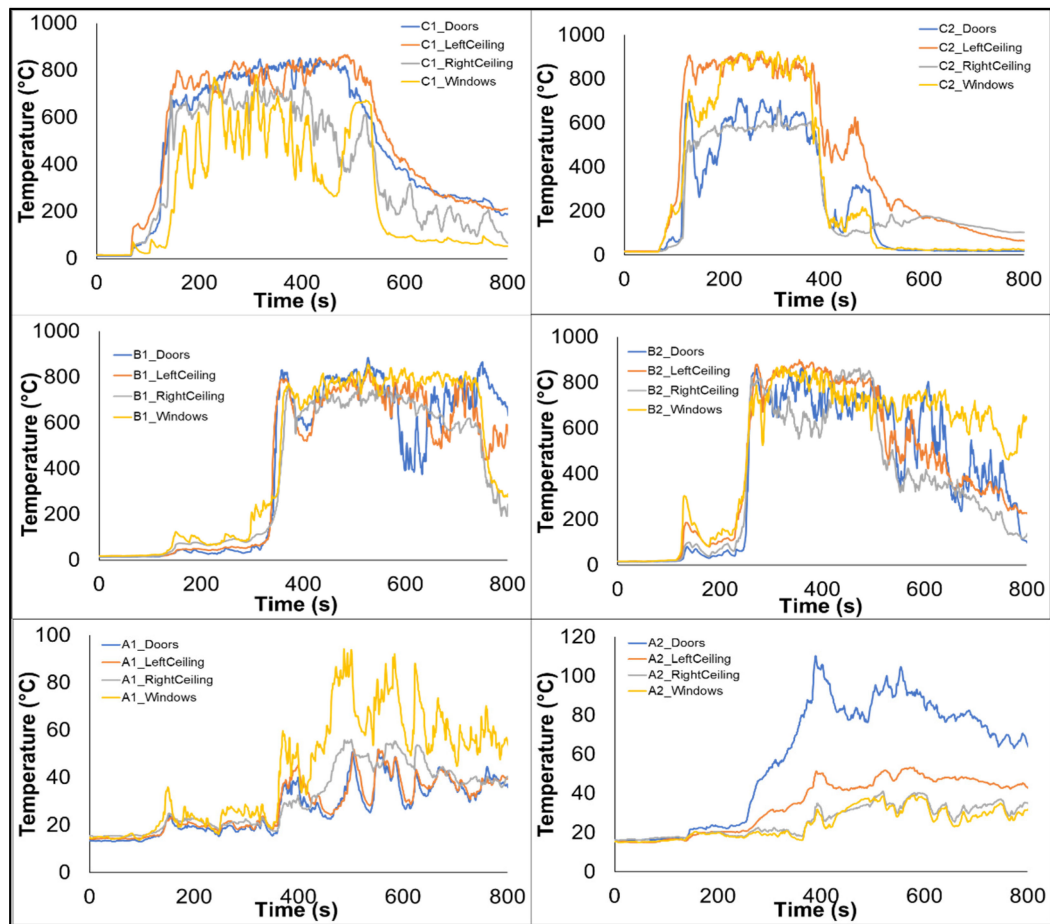 1000
800
600
400
200
0
Temperature (°C)
C1_Doors
C1_LeftCeiling
C1_RightCeiling
C1_Windows
0 200 400 600 800
Time (s)
1000
800
600
400
200
0
Temperature (°C)
C2_Doors
C2_LeftCeiling
C2_RightCeiling
C2_Windows
0 200 400 600 800
Time (s)
1000
800
600
400
200
0
Temperature (°C)
B1_Doors
B1_LeftCeiling
B1_RightCeiling
B1_Windows
0 200 400 600 800
Time (s)
1000
800
600
400
200
0
Temperature (°C)
B2_Doors
B2_LeftCeiling
B2_RightCeiling
B2_Windows
0 200 400 600 800
Time (s)
100
80
60
40
20
0
Temperature (°C)
A1_Doors
A1_LeftCeiling
A1_RightCeiling
A1_Windows
0 200 400 600 800
Time (s)
120
100
80
60
40
20
0
Temperature (°C)
A2_Doors
A2_LeftCeiling
A2_RightCeiling
A2_Windows
0 200 400 600 800
Time (s)